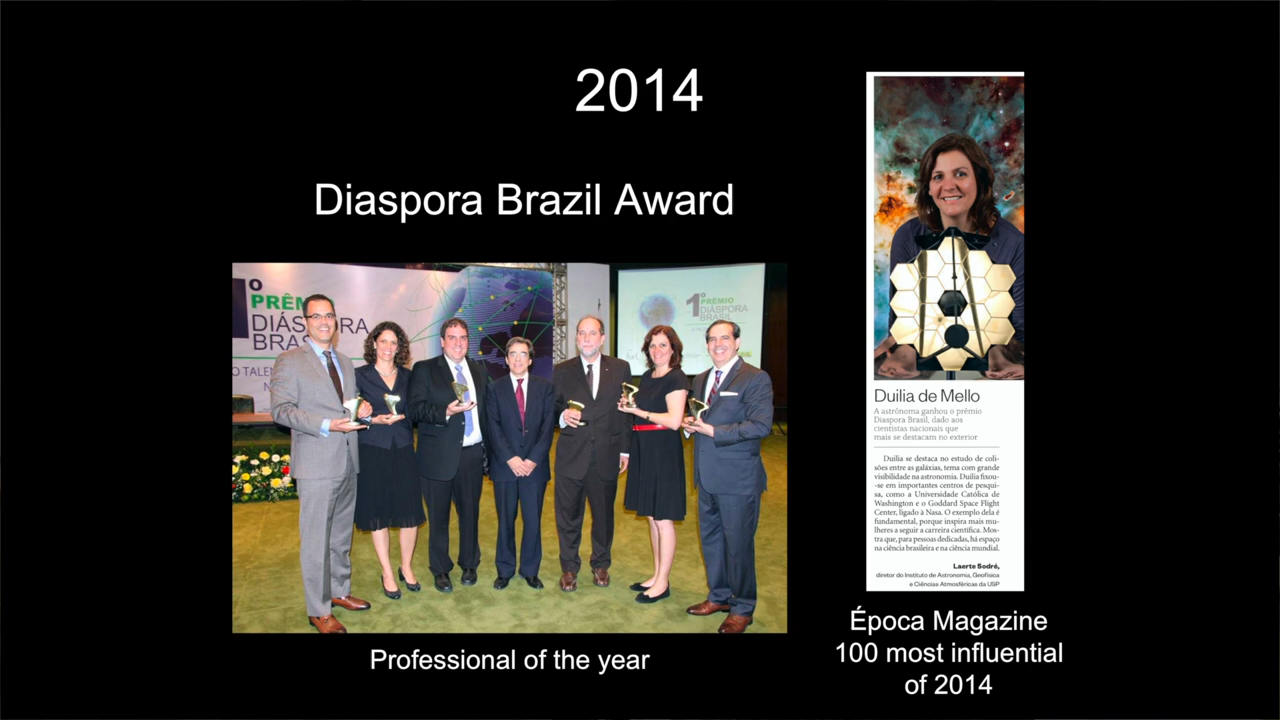 2014
Diaspora Brazil Award
1º
PRÊM
DIÁSPORA
BRAS
O TALEN
N
1º
PRÊMIO
DIÁSPORA
BRASIL
Professional of the year
Duilia de Mello
A astrônoma ganhou o prêmio
Diaspora Brasil, dado aos
cientistas nacionais que
mais se destacam no exterior
Duilia se destaca no estudo de coli-
sões entre as galáxias, tema com grande
visibilidade na astronomia. Duilia fixou-
-se em importantes centros de pesqui-
sa, como a Universidade Católica de
Washington e o Goddard Space Flight
Center, ligado à Nasa. O exemplo dela é
fundamental, porque inspira mais mu-
lheres a seguir a carreira científica. Mos-
tra que, para pessoas dedicadas, há espaço
na ciência brasileira e na ciência mundial.
Laerte Sodré,
diretor do Instituto de Astronomia, Geofísica
e Ciências Atmosféricas da USP
Época Magazine
100 most influential
of 2014